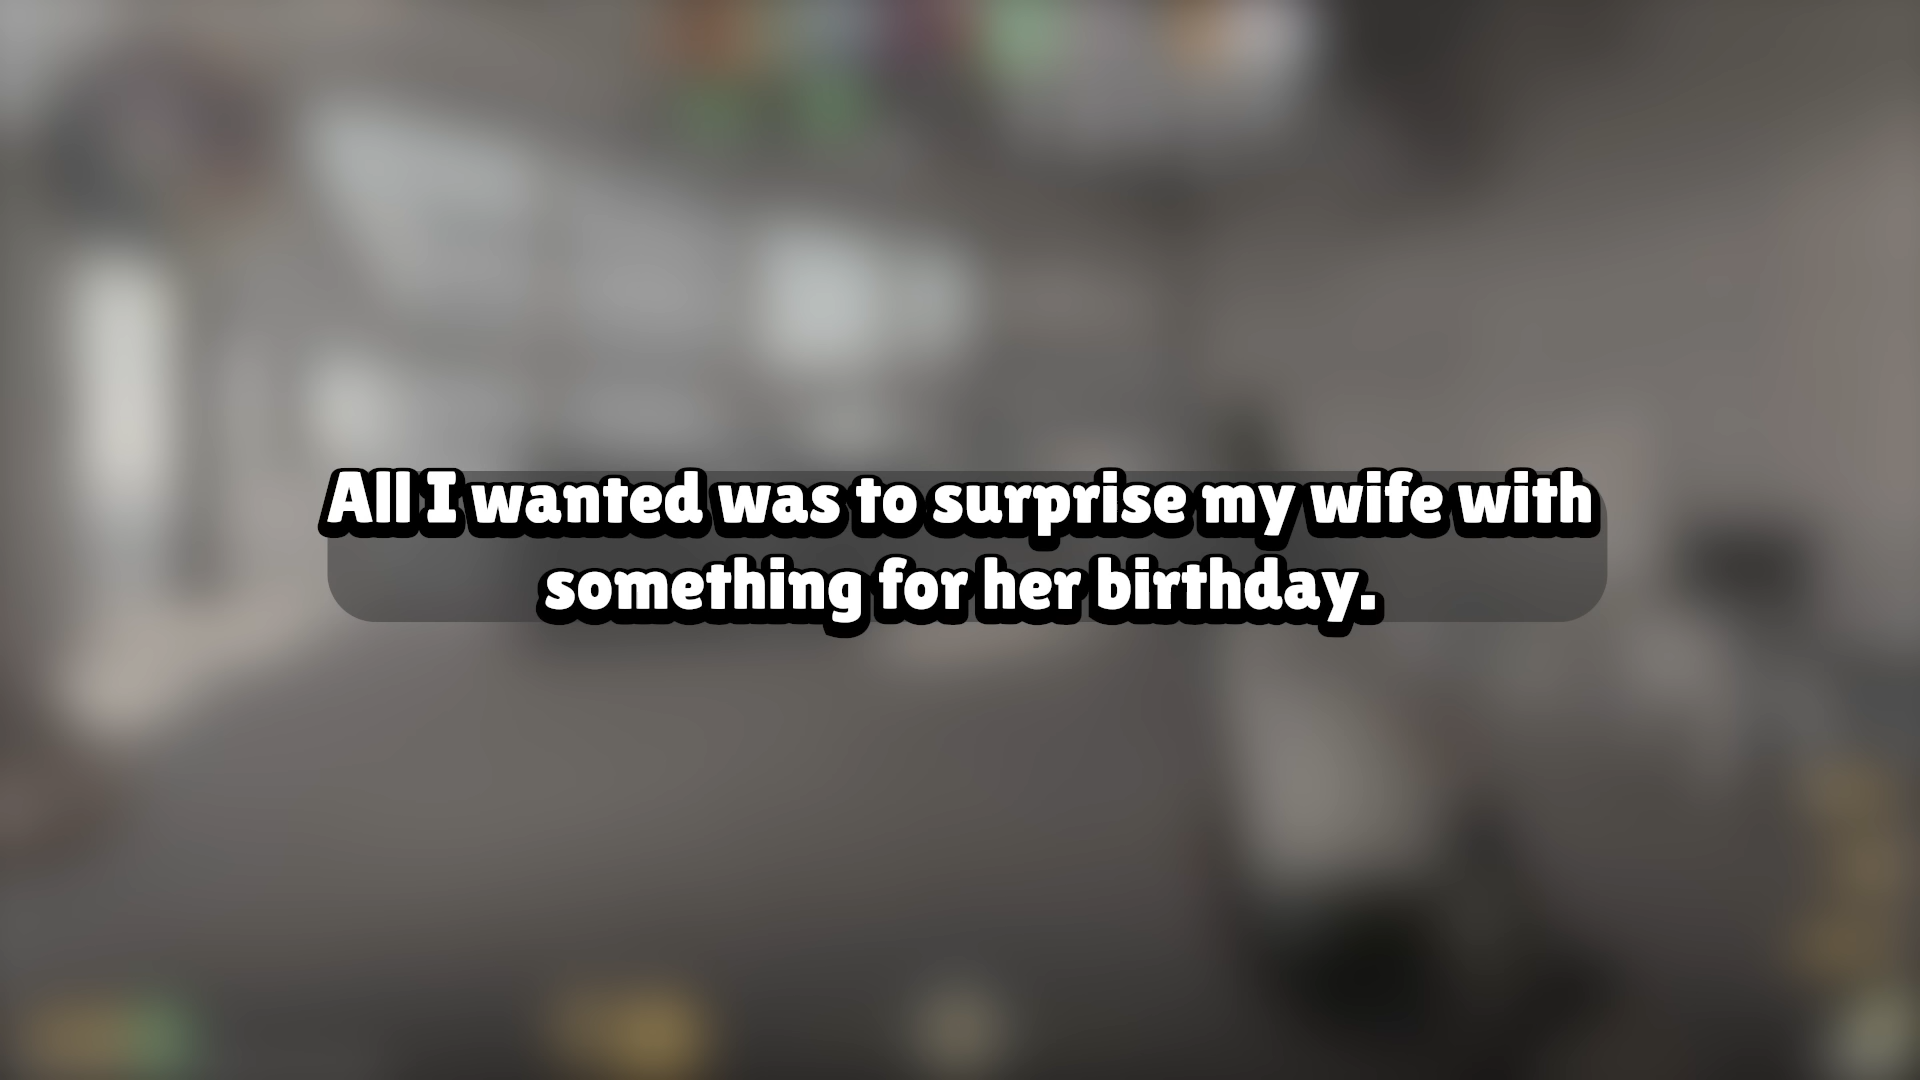 All I wanted was to surprise my wife with
something for her birthday.